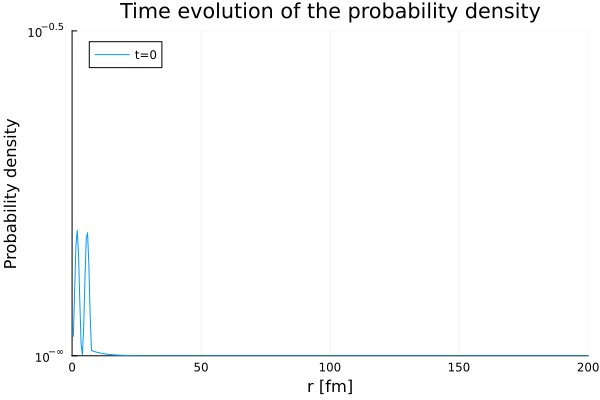 Time evolution of the probability density
10⁻⁰·⁵
t=0
Probability density
10⁻∞
0 50 100 150 200
r [fm]